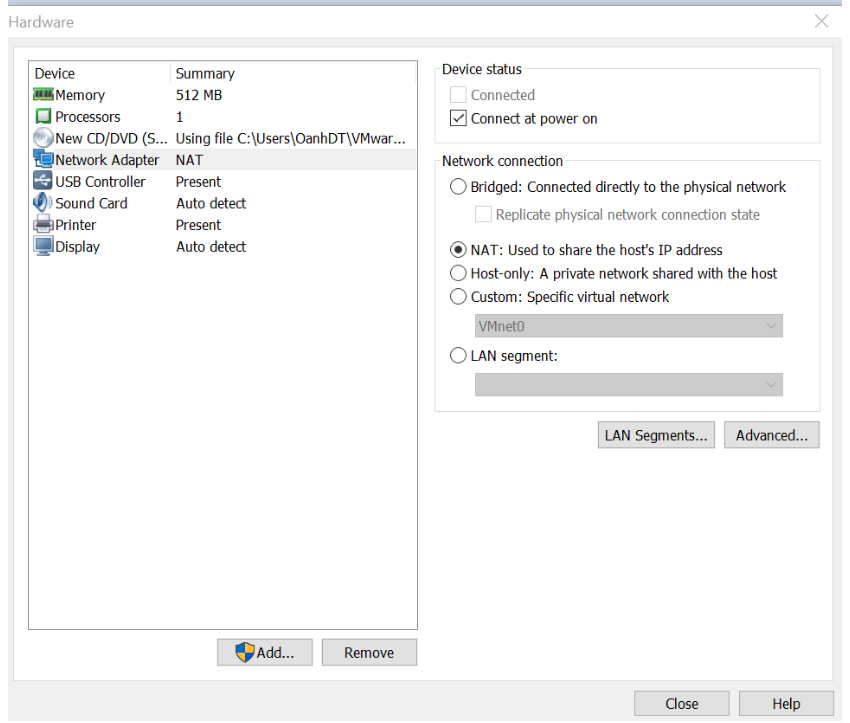 Hardware
Device Summary
Memory 512 MB
Processors 1
New CD/DVD (S... Using file C:\Users\OanhDT\VMwar...
Network Adapter NAT
USB Controller Present
Sound Card Auto detect
Printer Present
Display Auto detect
Add... Remove
Device status
Connected
Connect at power on
Network connection
Bridged: Connected directly to the physical network
Replicate physical network connection state
NAT: Used to share the host's IP address
Host-only: A private network shared with the host
Custom: Specific virtual network
VMnet0
LAN segment:
LAN Segments... Advanced...
Close Help